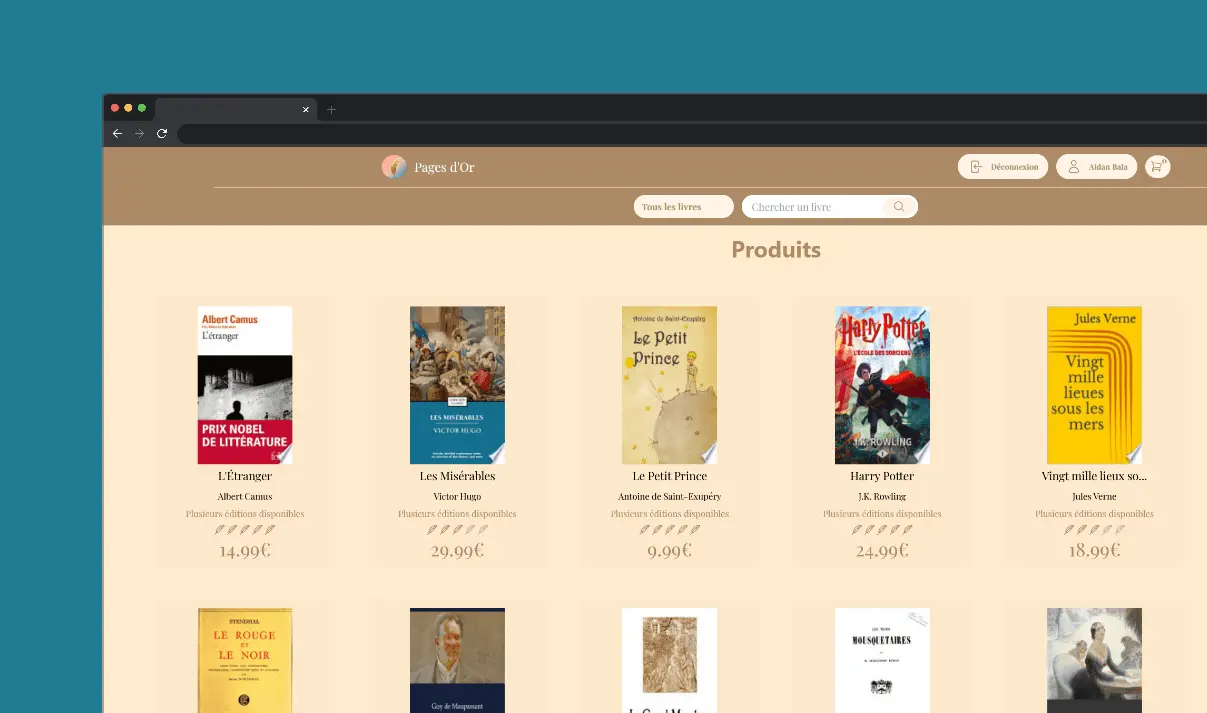 Pages d'Or
Déconnexion
Aidan Bala
0
Tous les livres
Chercher un livre
Produits
Albert Camus
L'étranger
PRIX NOBEL
DE LITTÉRATURE
L'Étranger
Albert Camus
Plusieurs éditions disponibles
14.99€
LES MISÉRABLES
VICTOR HUGO
Les Misérables
Victor Hugo
Plusieurs éditions disponibles
29.99€
Antoine de Saint-Exupéry
Le Petit
Prince
Le Petit Prince
Antoine de Saint-Exupéry
Plusieurs éditions disponibles
9.99€
Harry Potter
À L'ÉCOLE DES SORCIERS
J.K. ROWLING
Harry Potter
J.K. Rowling
Plusieurs éditions disponibles
24.99€
Jules Verne
Vingt
mille
lieues
sous les
mers
Vingt mille lieux so...
Jules Verne
Plusieurs éditions disponibles
18.99€
STENDHAL
LE ROUGE
ET
LE NOIR
Guy de Maupassant
LES TROIS
MOUSQUETAIRES